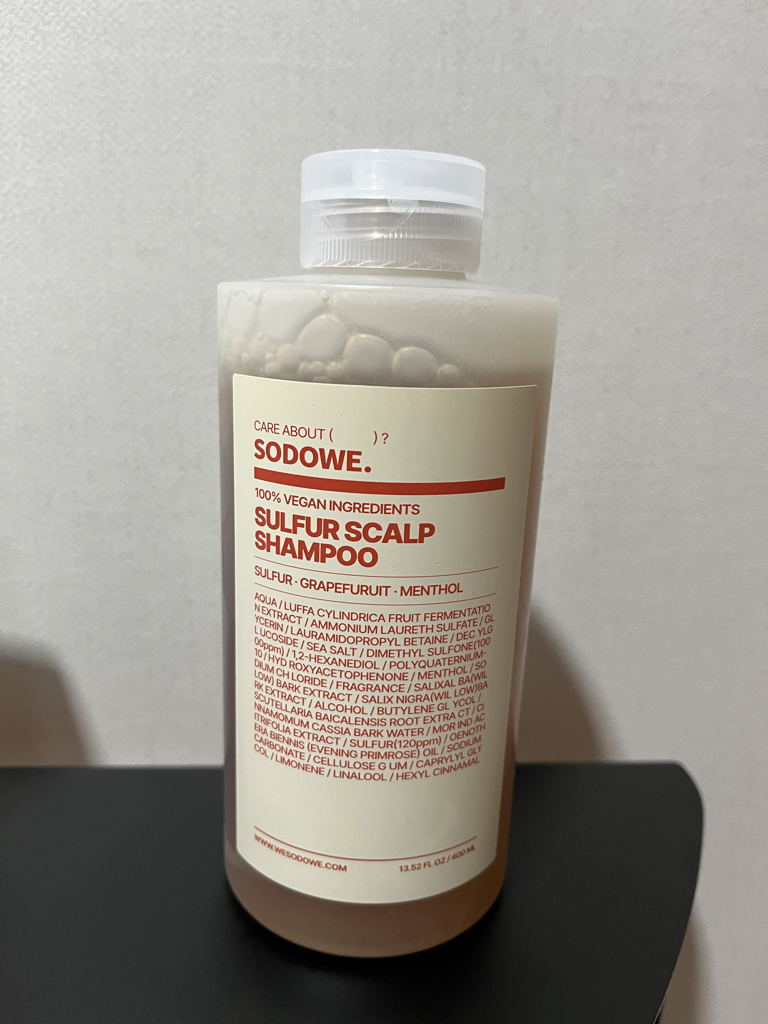 CARE ABOUT ( ) ?
SODOWE.
100% VEGAN INGREDIENTS
SULFUR SCALP
SHAMPOO
SULFUR · GRAPEFURUIT · MENTHOL
AQUA / LUFFA CYLINDRICA FRUIT FERMENTATIO
N EXTRACT / AMMONIUM LAURETH SULFATE / GL
YCERIN / LAURAMIDOPROPYL BETAINE / DEC YLG
L UCOSIDE / SEA SALT / DIMETHYL SULFONE(100
00ppm) / 1,2-HEXANEDIOL / POLYQUATERNIUM-
10 / HYD ROXYACETOPHENONE / MENTHOL / SO
DIUM CH LORIDE / FRAGRANCE / SALIXAL BA(WIL
LOW) BARK EXTRACT / SALIX NIGRA(WIL LOW)BA
RK EXTRACT / ALCOHOL / BUTYLENE GL YCOL /
SCUTELLARIA BAICALENSIS ROOT EXTRA CT / CI
NNAMOMUM CASSIA BARK WATER / MOR IND AC
ITRIFOLIA EXTRACT / SULFUR(120ppm) / OENOTH
ERA BIENNIS (EVENING PRIMROSE) OIL / SODIUM
CARBONATE / CELLULOSE G UM / CAPRYLYL GLY
COL / LIMONENE / LINALOOL / HEXYL CINNAMAL
WWW.WESODOWE.COM
13.52 FL OZ / 400 ML